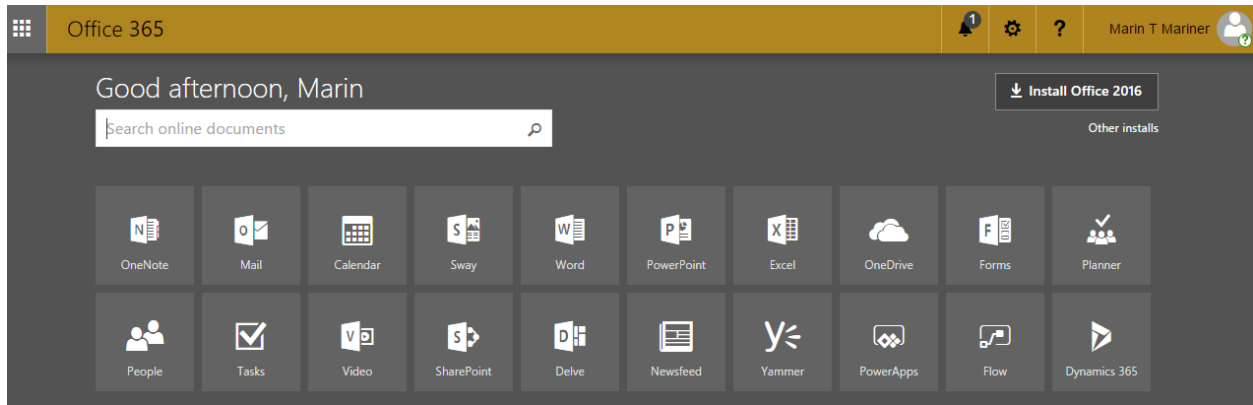 Office 365
1
?
Marin T Mariner
?
Good afternoon, Marin
Install Office 2016
Search online documents
Other installs
N
O
S
W
P
X
F
OneNote
Mail
Calendar
Sway
Word
PowerPoint
Excel
OneDrive
Forms
Planner
V
S
D
People
Tasks
Video
SharePoint
Delve
Newsfeed
Yammer
PowerApps
Flow
Dynamics 365